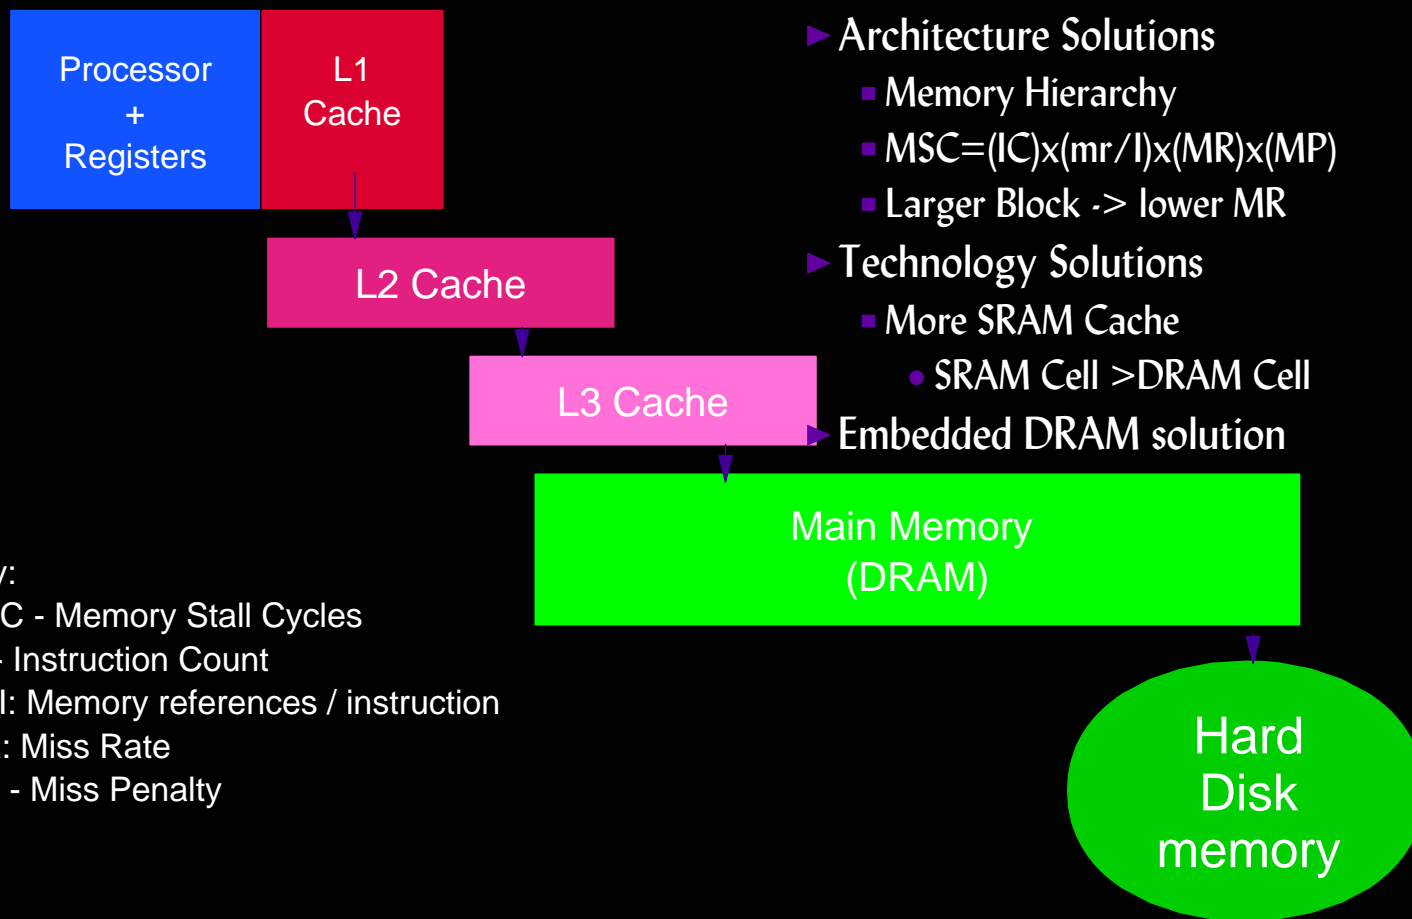 Processor
+
Registers
L1
Cache
L2 Cache
L3 Cache
Main Memory
(DRAM)
Hard
Disk
memory
Architecture Solutions
Memory Hierarchy
MSC=(IC)x(mr/I)x(MR)x(MP)
Larger Block -> lower MR
Technology Solutions
More SRAM Cache
SRAM Cell >DRAM Cell
Embedded DRAM solution
y:
C - Memory Stall Cycles
- Instruction Count
I: Memory references / instruction
: Miss Rate
- Miss Penalty